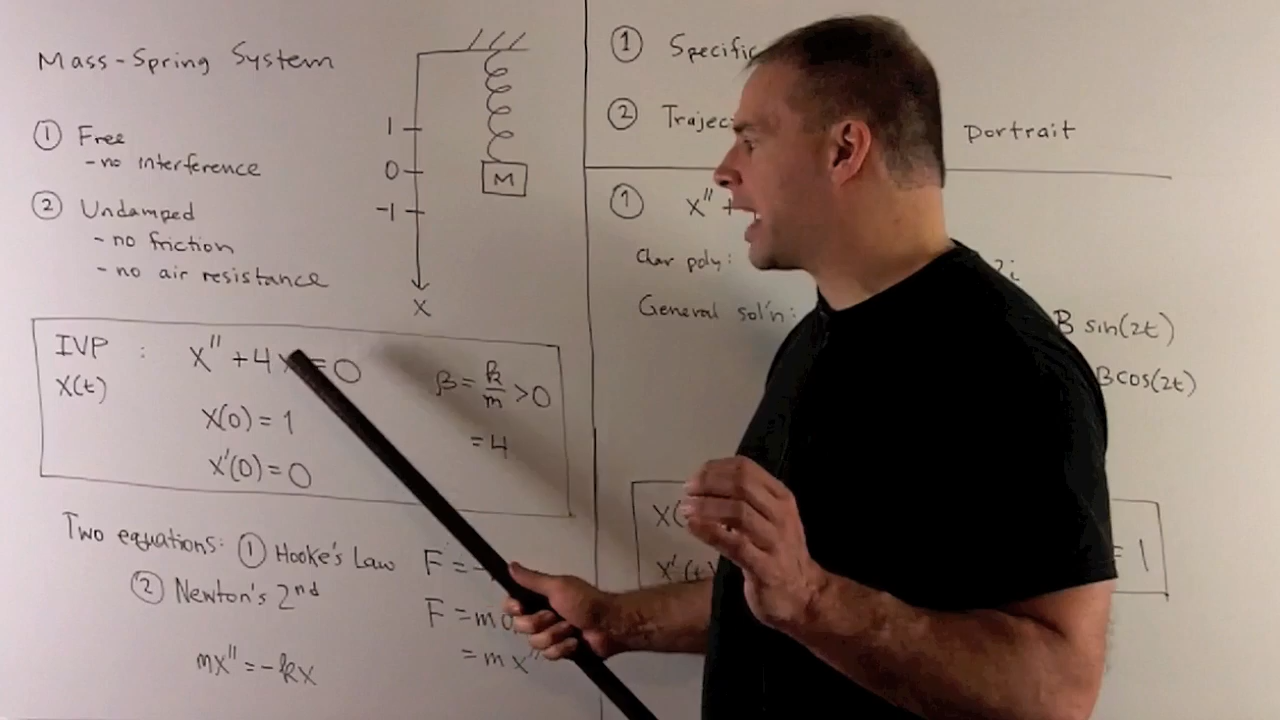 Mass-Spring System
① Free
- no interference
② Undamped
- no friction
- no air resistance
1
0
-1
X
M
IVP : x'' + 4x = 0
X(t)
X(0) = 1
x'(0) = 0
β = k/m > 0
= 4
Two equations: ① Hooke's Law F = -
② Newton's 2nd F = m
= m x''
mx'' = -kx
① Specific
② Trajec Portrait
① x'' +
Char poly: 2i
General sol'n: B sin(2t)
B cos(2t)
X(
x'(t) = 1